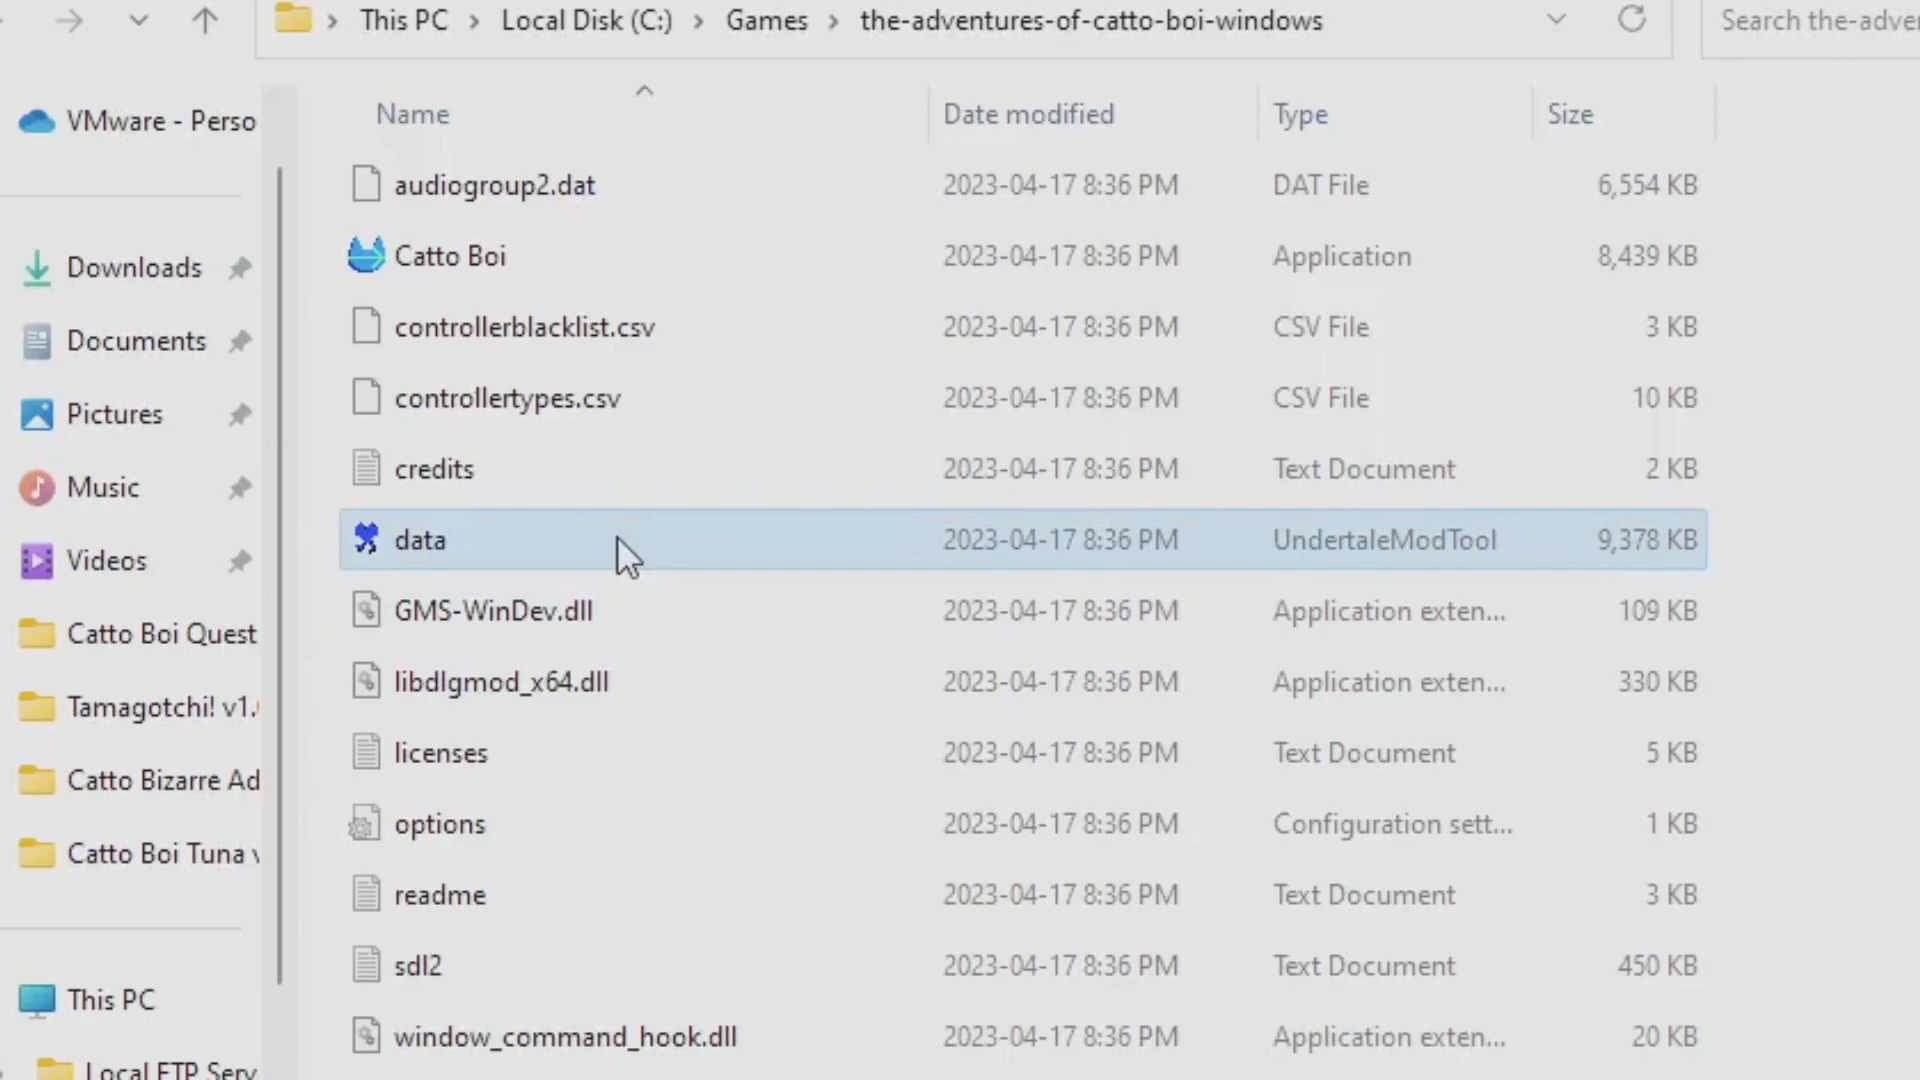 This PC > Local Disk (C:) > Games > the-adventures-of-catto-boi-windows
Search the-adve
VMware - Perso
Downloads
Documents
Pictures
Music
Videos
Catto Boi Quest
Tamagotchi! v1.
Catto Bizarre Ad
Catto Boi Tuna v
This PC
Local FTP Serv
Name Date modified Type Size
audiogroup2.dat 2023-04-17 8:36 PM DAT File 6,554 KB
Catto Boi 2023-04-17 8:36 PM Application 8,439 KB
controllerblacklist.csv 2023-04-17 8:36 PM CSV File 3 KB
controllertypes.csv 2023-04-17 8:36 PM CSV File 10 KB
credits 2023-04-17 8:36 PM Text Document 2 KB
data 2023-04-17 8:36 PM UndertaleModTool 9,378 KB
GMS-WinDev.dll 2023-04-17 8:36 PM Application exten... 109 KB
libdlgmod_x64.dll 2023-04-17 8:36 PM Application exten... 330 KB
licenses 2023-04-17 8:36 PM Text Document 5 KB
options 2023-04-17 8:36 PM Configuration sett... 1 KB
readme 2023-04-17 8:36 PM Text Document 3 KB
sdl2 2023-04-17 8:36 PM Text Document 450 KB
window_command_hook.dll 2023-04-17 8:36 PM Application exten... 20 KB